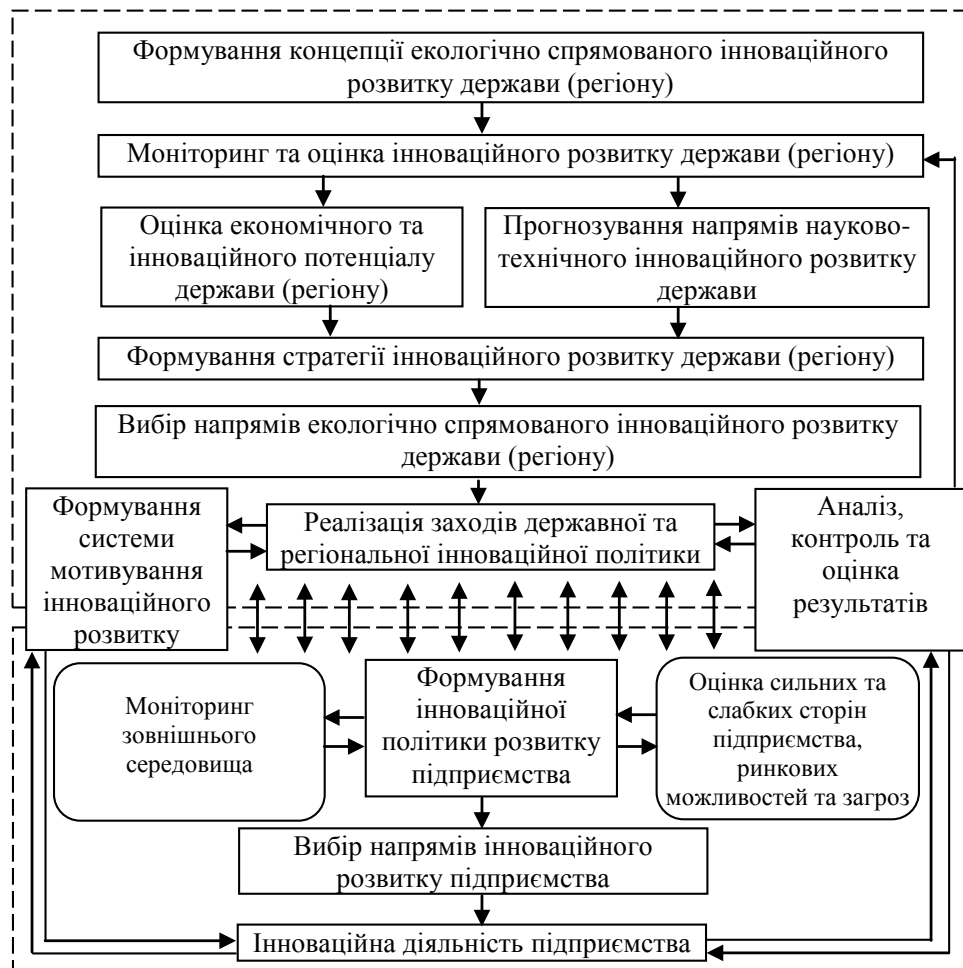 Формування концепції екологічно спрямованого інноваційного
розвитку держави (регіону)
Моніторинг та оцінка інноваційного розвитку держави (регіону)
Оцінка економічного та
інноваційного потенціалу
держави (регіону)
Прогнозування напрямів науково-
технічного інноваційного розвитку
держави
Формування стратегії інноваційного розвитку держави (регіону)
Вибір напрямів екологічно спрямованого інноваційного розвитку
держави (регіону)
Формування
системи
мотивування
інноваційного
розвитку
Реалізація заходів державної та
регіональної інноваційної політики
Аналіз,
контроль та
оцінка
результатів
Моніторинг
зовнішнього
середовища
Формування
інноваційної
політики розвитку
підприємства
Оцінка сильних та
слабких сторін
підприємства,
ринкових
можливостей та загроз
Вибір напрямів інноваційного
розвитку підприємства
Інноваційна діяльність підприємства